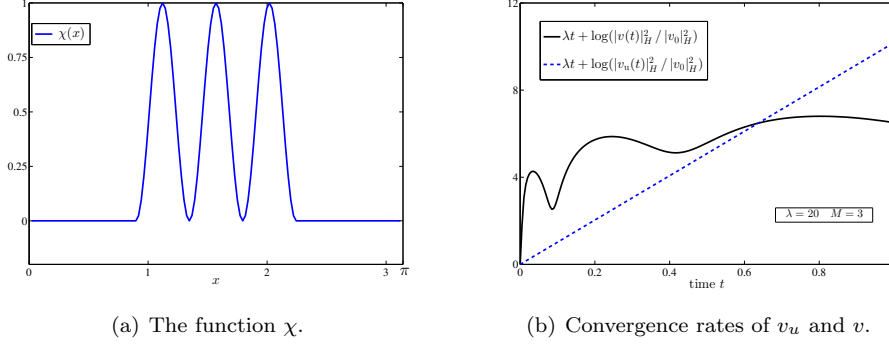 1
0.75
0.5
0.25
0
χ(x)
0
1
2
3
π
x
(a) The function χ.
12
8
4
0
λt + log(|v(t)|²_H / |v₀|²_H)
λt + log(|v_u(t)|²_H / |v₀|²_H)
λ = 20 M = 3
0
0.2
0.4
0.6
0.8
time t
(b) Convergence rates of v_u and v.